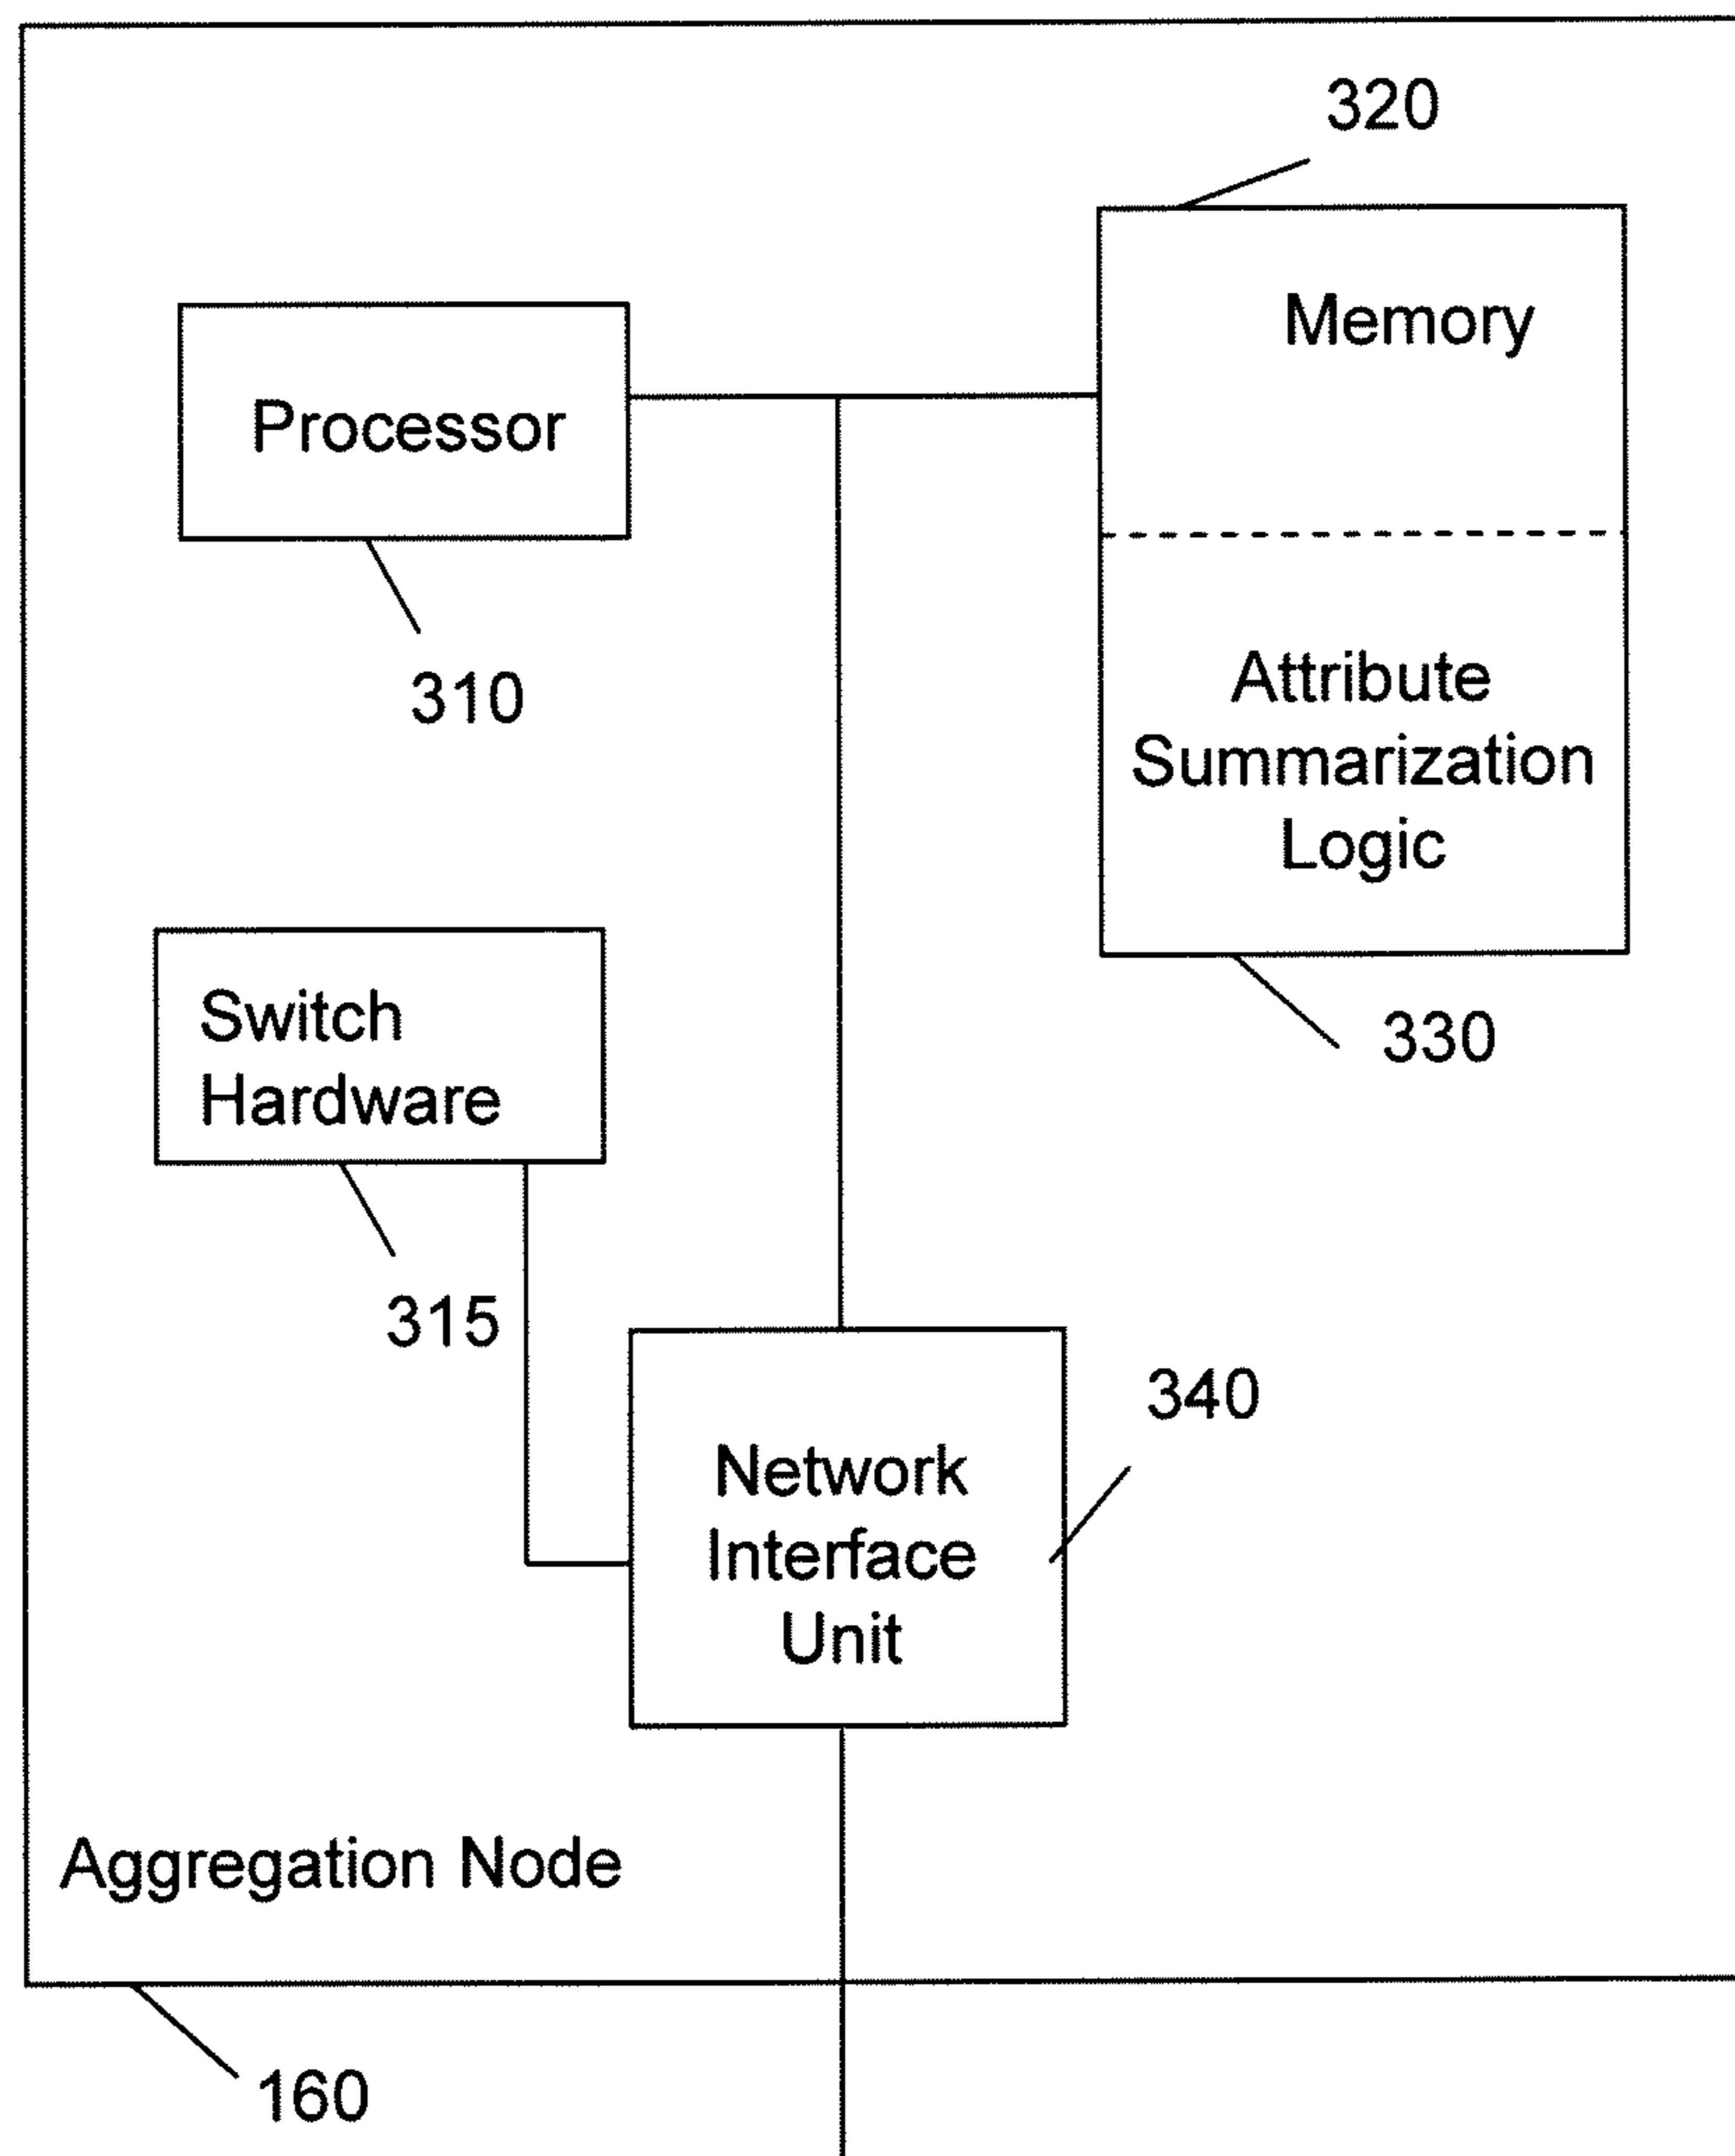 320
Memory
Processor
310
Attribute
Summarization
Logic
330
Switch
Hardware
315
340
Network
Interface
Unit
Aggregation Node
160